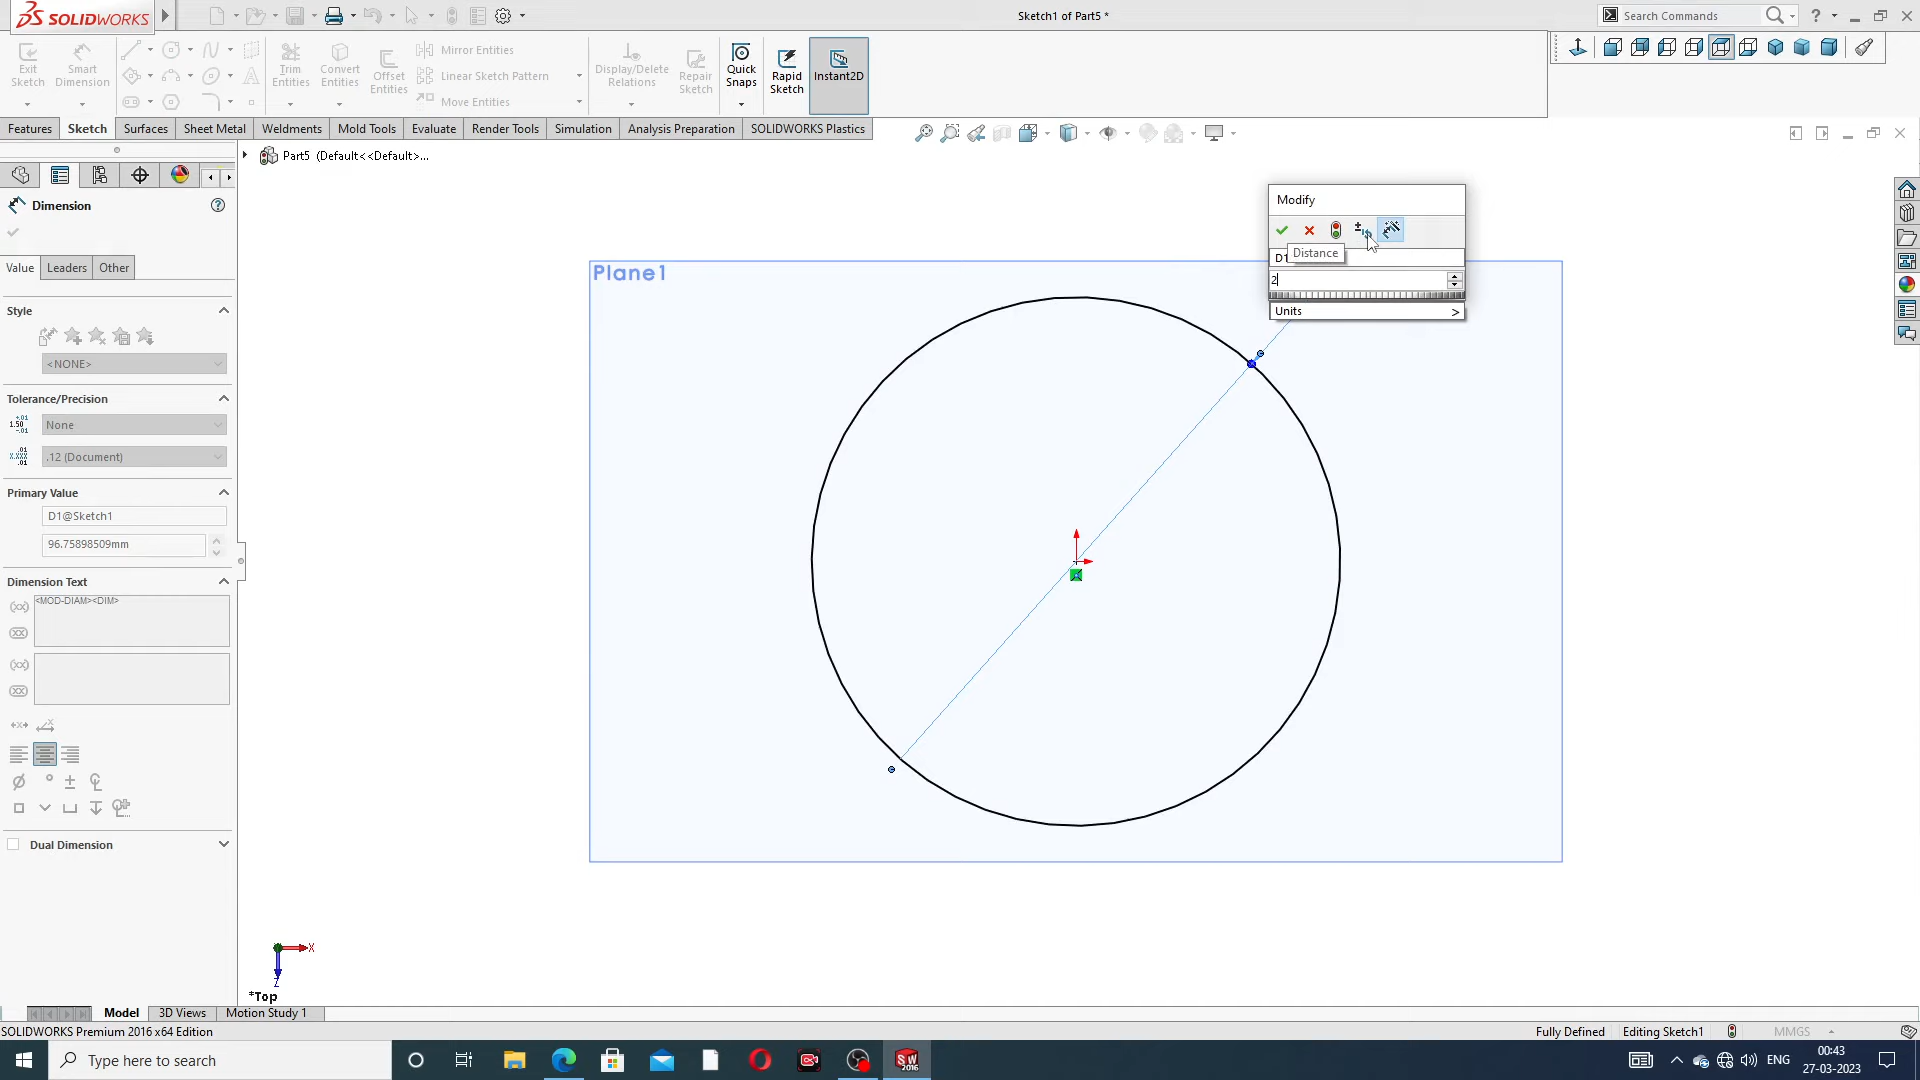 SOLIDWORKS
Sketch1 of Part5 *
Search Commands
Exit Sketch
Smart Dimension
Trim Entities
Convert Entities
Offset Entities
Mirror Entities
Linear Sketch Pattern
Move Entities
Display/Delete Relations
Repair Sketch
Quick Snaps
Rapid Sketch
Instant2D
Features
Sketch
Surfaces
Sheet Metal
Weldments
Mold Tools
Evaluate
Render Tools
Simulation
Analysis Preparation
SOLIDWORKS Plastics
Part5 (Default<<Default>...
Dimension
Value
Leaders
Other
Style
<NONE>
Tolerance/Precision
None
.12 (Document)
Primary Value
D1@Sketch1
96.75898509mm
Dimension Text
<MOD-DIAM><DIM>
Dual Dimension
Plane1
Modify
Distance
D1
2
Units >
X
Z
*Top
Model
3D Views
Motion Study 1
SOLIDWORKS Premium 2016 x64 Edition
Fully Defined
Editing Sketch1
MMGS
Type here to search
ENG
00:43
27-03-2023